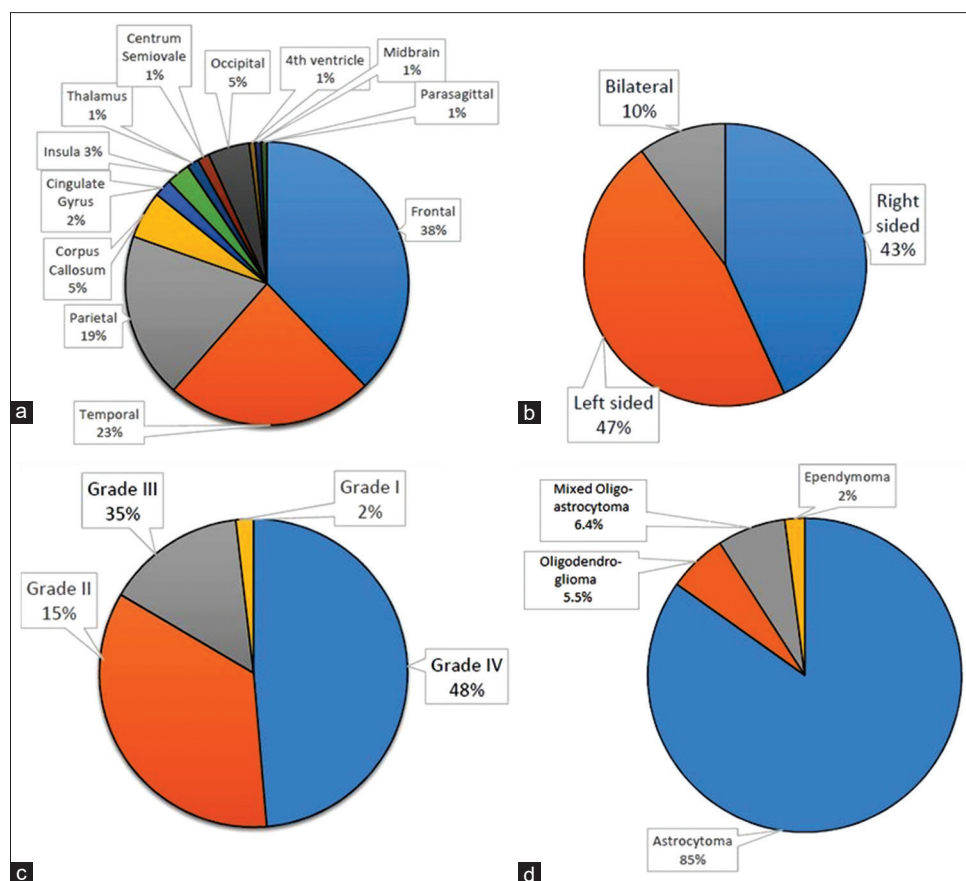 Centrum
Semiovale
1%
Occipital
5%
4th ventricle
1%
Midbrain
1%
Thalamus
1%
Parasagittal
1%
Insula 3%
Cingulate
Gyrus
2%
Frontal
38%
Corpus
Callosum
5%
Parietal
19%
Temporal
23%
a
Bilateral
10%
Right
sided
43%
Left sided
47%
b
Grade III
35%
Grade I
2%
Grade II
15%
Grade IV
48%
c
Mixed Oligo-
astrocytoma
6.4%
Ependymoma
2%
Oligodendro-
glioma
5.5%
Astrocytoma
85%
d